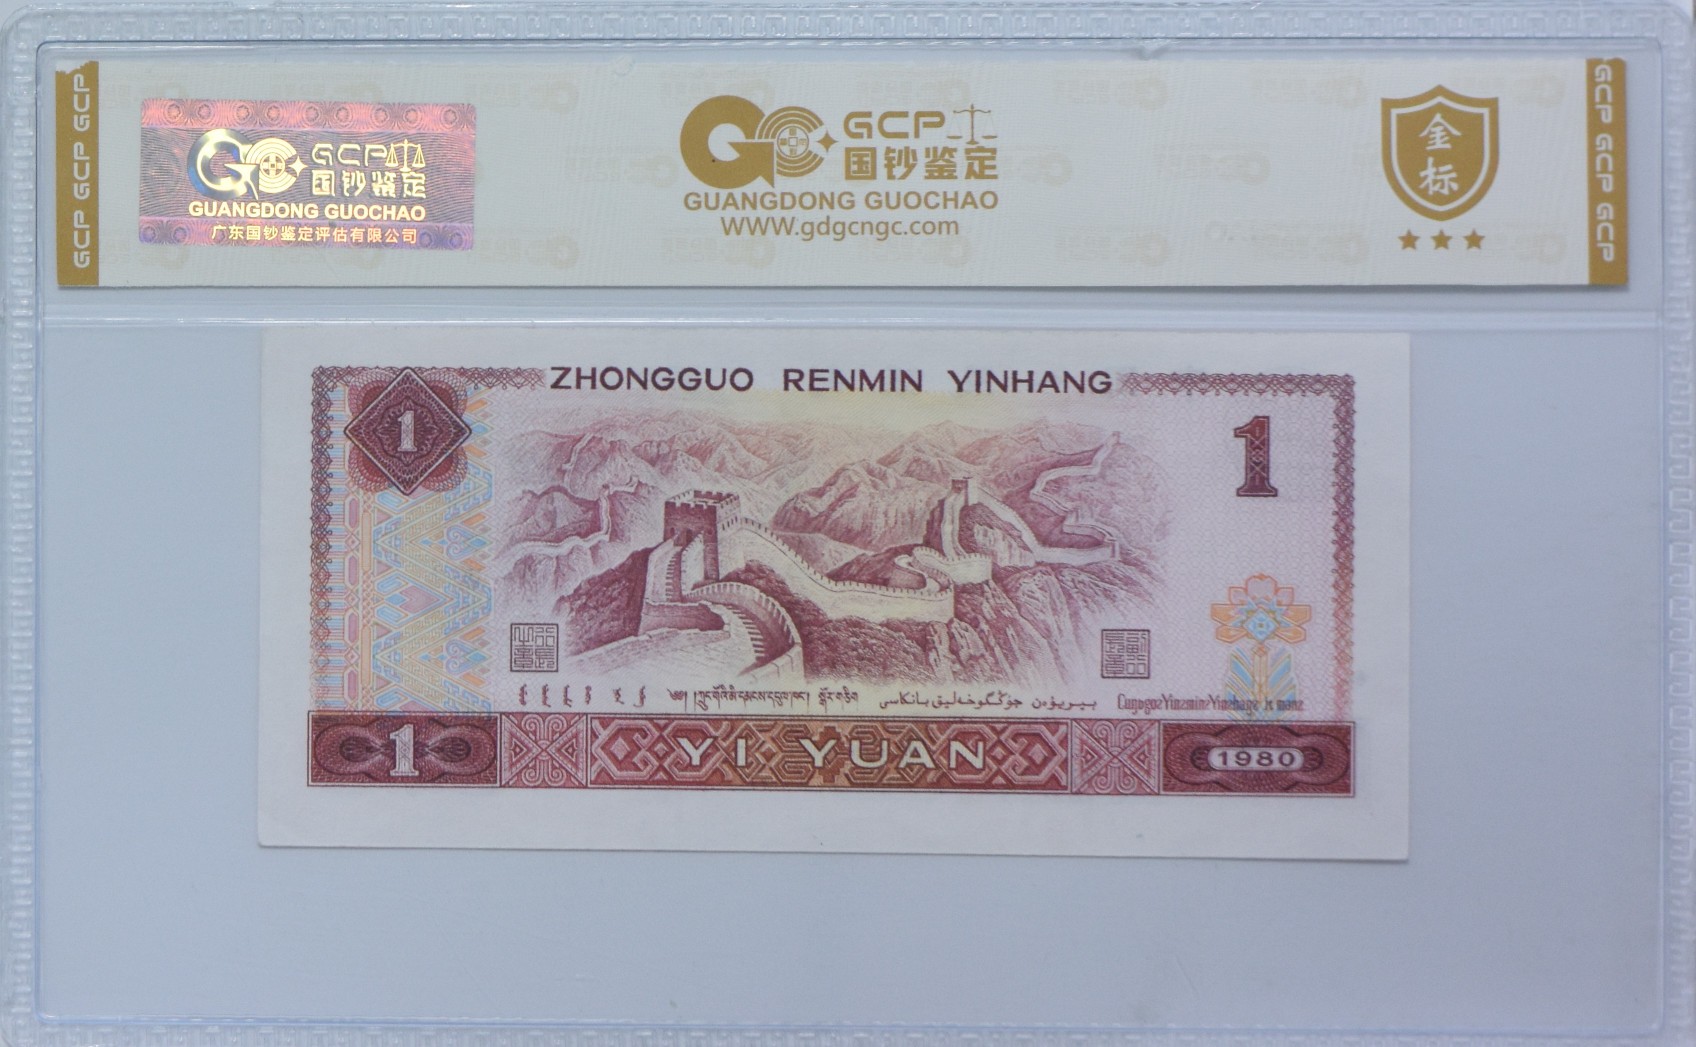 GCP GCP GCP
GCP 国钞鉴定
GUANGDONG GUOCHAO
广东国钞鉴定评估有限公司
GCP
国钞鉴定
GUANGDONG GUOCHAO
WWW.gdgcngc.com
金标
GCP GCP GCP
ZHONGGUO RENMIN YINHANG
1
1
1
YI YUAN
1980